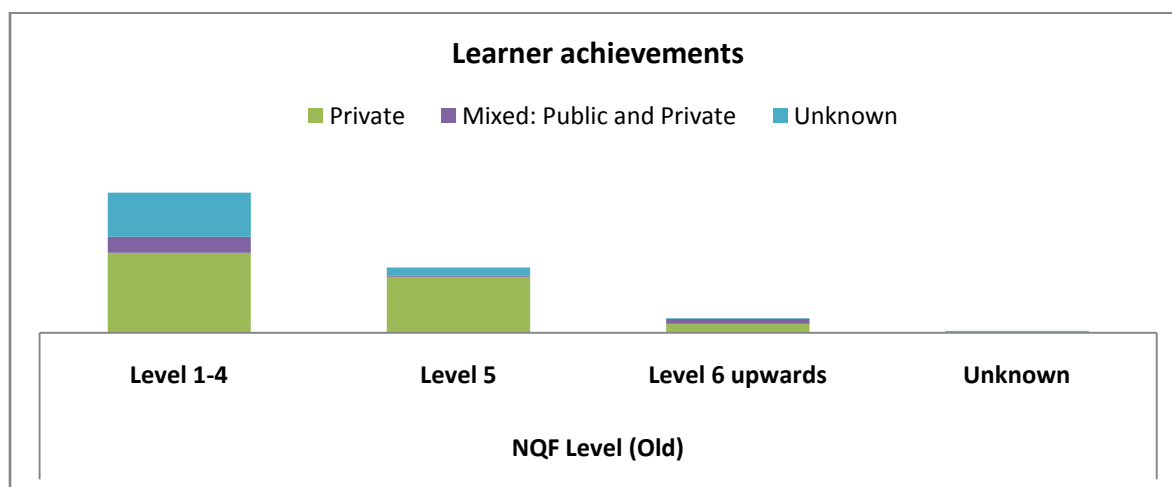 Learner achievements
Private Mixed: Public and Private Unknown
Level 1-4 Level 5 Level 6 upwards Unknown
NQF Level (Old)